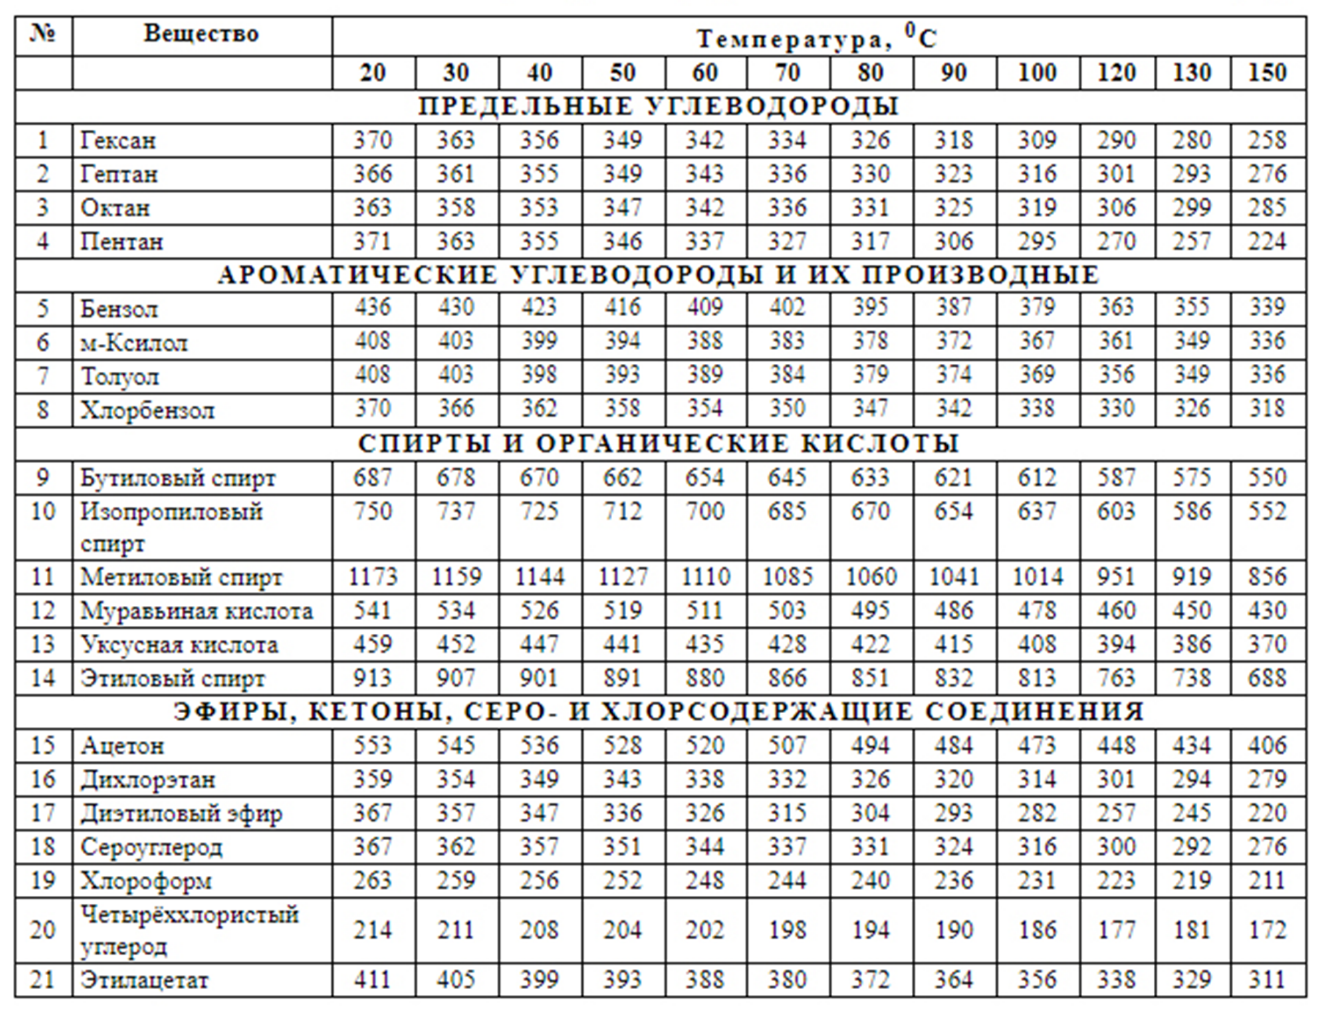 № Вещество Температура, ⁰С
20 30 40 50 60 70 80 90 100 120 130 150
ПРЕДЕЛЬНЫЕ УГЛЕВОДОРОДЫ
1 Гексан 370 363 356 349 342 334 326 318 309 290 280 258
2 Гептан 366 361 355 349 343 336 330 323 316 301 293 276
3 Октан 363 358 353 347 342 336 331 325 319 306 299 285
4 Пентан 371 363 355 346 337 327 317 306 295 270 257 224
АРОМАТИЧЕСКИЕ УГЛЕВОДОРОДЫ И ИХ ПРОИЗВОДНЫЕ
5 Бензол 436 430 423 416 409 402 395 387 379 363 355 339
6 м-Ксилол 408 403 399 394 388 383 378 372 367 361 349 336
7 Толуол 408 403 398 393 389 384 379 374 369 356 349 336
8 Хлорбензол 370 366 362 358 354 350 347 342 338 330 326 318
СПИРТЫ И ОРГАНИЧЕСКИЕ КИСЛОТЫ
9 Бутиловый спирт 687 678 670 662 654 645 633 621 612 587 575 550
10 Изопропиловый 750 737 725 712 700 685 670 654 637 603 586 552
спирт
11 Метиловый спирт 1173 1159 1144 1127 1110 1085 1060 1041 1014 951 919 856
12 Муравьиная кислота 541 534 526 519 511 503 495 486 478 460 450 430
13 Уксусная кислота 459 452 447 441 435 428 422 415 408 394 386 370
14 Этиловый спирт 913 907 901 891 880 866 851 832 813 763 738 688
ЭФИРЫ, КЕТОНЫ, СЕРО- И ХЛОРСОДЕРЖАЩИЕ СОЕДИНЕНИЯ
15 Ацетон 553 545 536 528 520 507 494 484 473 448 434 406
16 Дихлорэтан 359 354 349 343 338 332 326 320 314 301 294 279
17 Диэтиловый эфир 367 357 347 336 326 315 304 293 282 257 245 220
18 Сероуглерод 367 362 357 351 344 337 331 324 316 300 292 276
19 Хлороформ 263 259 256 252 248 244 240 236 231 223 219 211
20 Четырёххлористый 214 211 208 204 202 198 194 190 186 177 181 172
углерод
21 Этилацетат 411 405 399 393 388 380 372 364 356 338 329 311